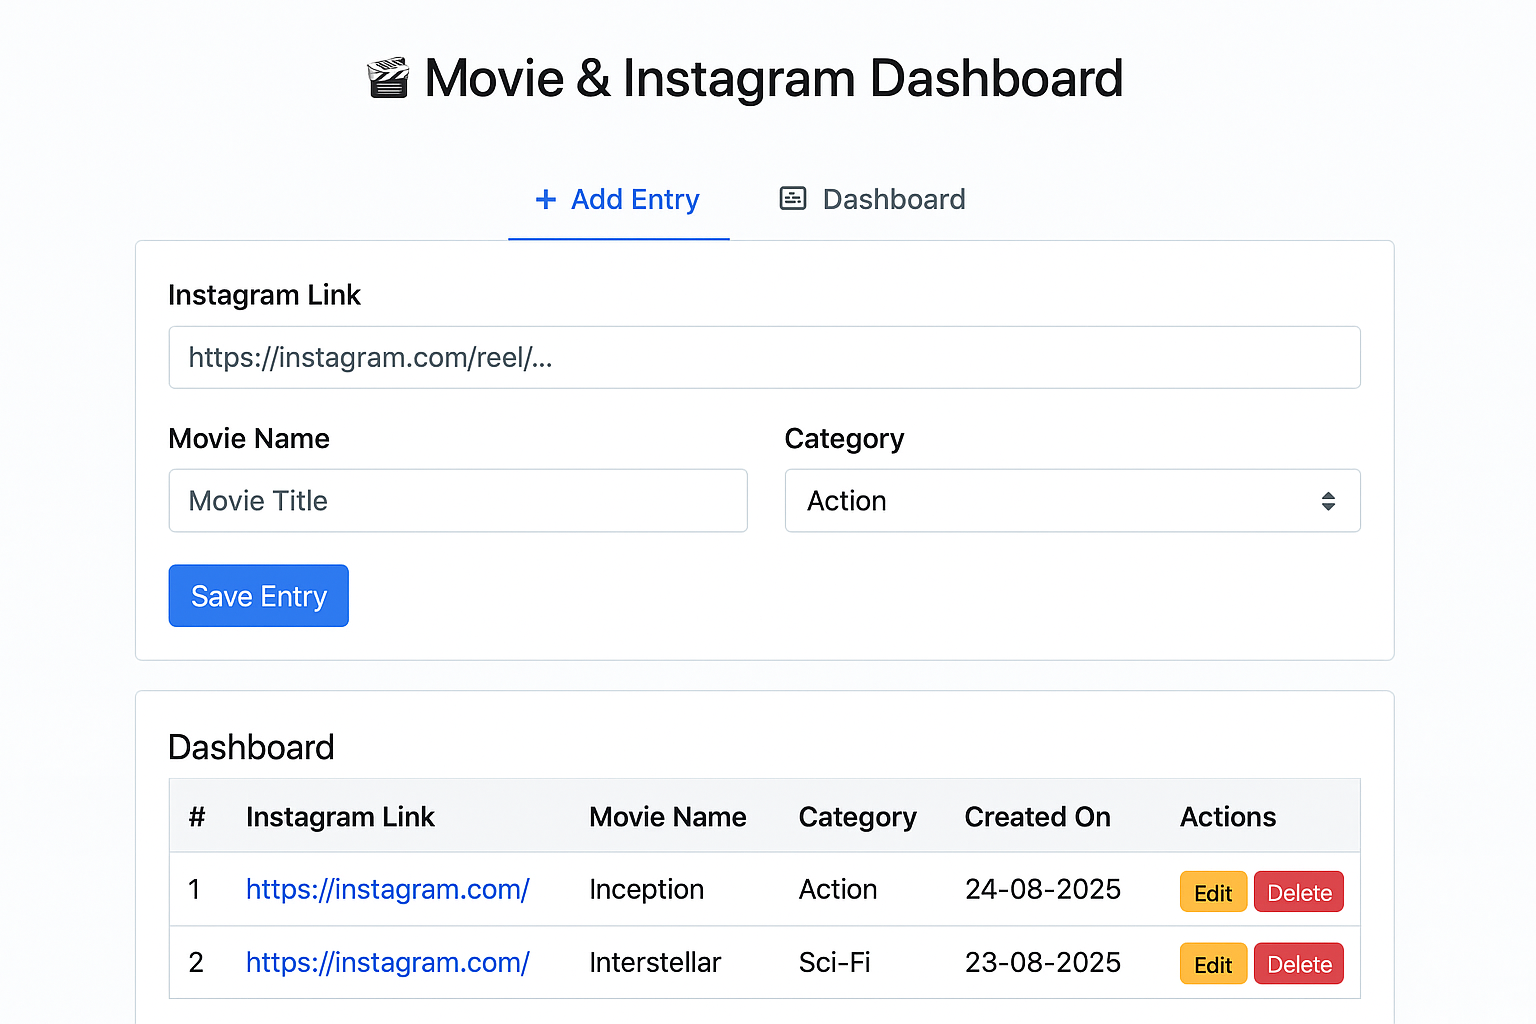 🎬 Movie & Instagram Dashboard
+ Add Entry Dashboard
Instagram Link
https://instagram.com/reel/...
Movie Name Category
Movie Title Action
Save Entry
Dashboard
# Instagram Link Movie Name Category Created On Actions
1 https://instagram.com/ Inception Action 24-08-2025 Edit Delete
2 https://instagram.com/ Interstellar Sci-Fi 23-08-2025 Edit Delete